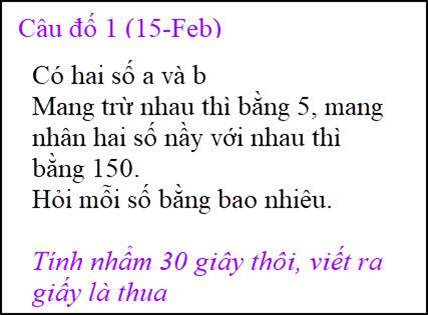 Câu đố 1 (15-Feb)
Có hai số a và b
Mang trừ nhau thì bằng 5, mang
nhân hai số nầy với nhau thì
bằng 150.
Hỏi mỗi số bằng bao nhiêu.
Tính nhẩm 30 giây thôi, viết ra
giấy là thua